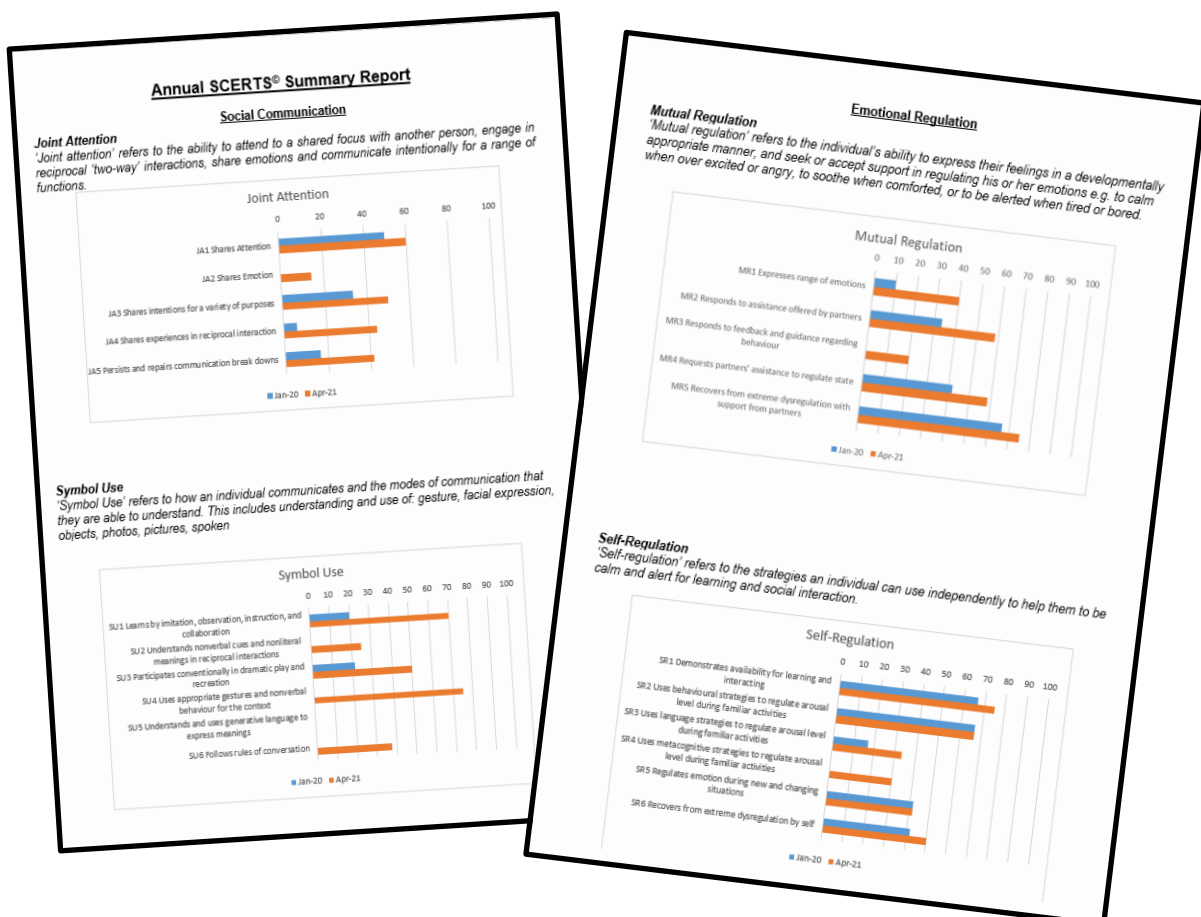 Annual SCERTS© Summary Report
Social Communication
Joint Attention
'Joint attention' refers to the ability to attend to a shared focus with another person, engage in
reciprocal 'two-way' interactions, share emotions and communicate intentionally for a range of
functions.
Joint Attention
0 20 40 60 80 100
JA1 Shares Attention
JA2 Shares Emotion
JA3 Shares intentions for a variety of purposes
JA4 Shares experiences in reciprocal interaction
JA5 Persists and repairs communication break downs
Jan-20 Apr-21
Symbol Use
'Symbol Use' refers to how an individual communicates and the modes of communication that
they are able to understand. This includes understanding and use of: gesture, facial expression,
objects, photos, pictures, spoken
Symbol Use
0 10 20 30 40 50 60 70 80 90 100
SU1 Learns by imitation, observation, instruction, and
collaboration
SU2 Understands nonverbal cues and nonliteral
meanings in reciprocal interactions
SU3 Participates conventionally in dramatic play and
recreation
SU4 Uses appropriate gestures and nonverbal
behaviour for the context
SU5 Understands and uses generative language to
express meanings
SU6 Follows rules of conversation
Jan-20 Apr-21
Emotional Regulation
Mutual Regulation
'Mutual regulation' refers to the individual's ability to express their feelings in a developmentally
appropriate manner, and seek or accept support in regulating his or her emotions e.g. to calm
when over excited or angry, to soothe when comforted, or to be alerted when tired or bored.
Mutual Regulation
0 10 20 30 40 50 60 70 80 90 100
MR1 Expresses range of emotions
MR2 Responds to assistance offered by partners
MR3 Responds to feedback and guidance regarding
behaviour
MR4 Requests partners' assistance to regulate state
MR5 Recovers from extreme dysregulation with
support from partners
Jan-20 Apr-21
Self-Regulation
'Self-regulation' refers to the strategies an individual can use independently to help them to be
calm and alert for learning and social interaction.
Self-Regulation
0 10 20 30 40 50 60 70 80 90 100
SR1 Demonstrates availability for learning and
interacting
SR2 Uses behavioural strategies to regulate arousal
level during familiar activities
SR3 Uses language strategies to regulate arousal level
during familiar activities
SR4 Uses metacognitive strategies to regulate arousal
level during familiar activities
SR5 Regulates emotion during new and changing
situations
SR6 Recovers from extreme dysregulation by self
Jan-20 Apr-21